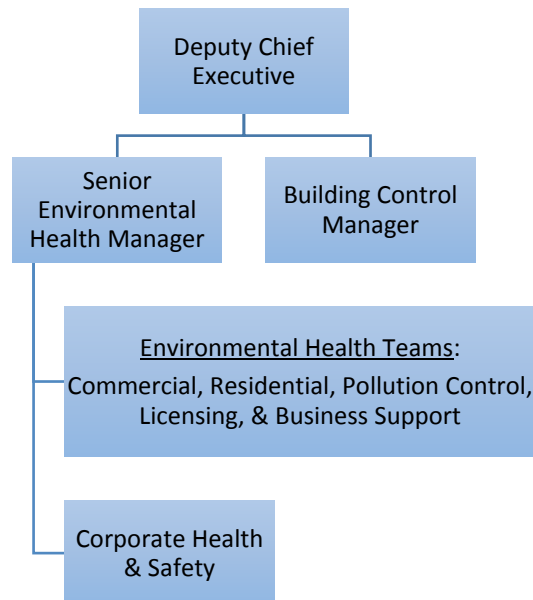 Deputy Chief
Executive
Senior
Environmental
Health Manager
Building Control
Manager
Environmental Health Teams:
Commercial, Residential, Pollution Control,
Licensing, & Business Support
Corporate Health
& Safety